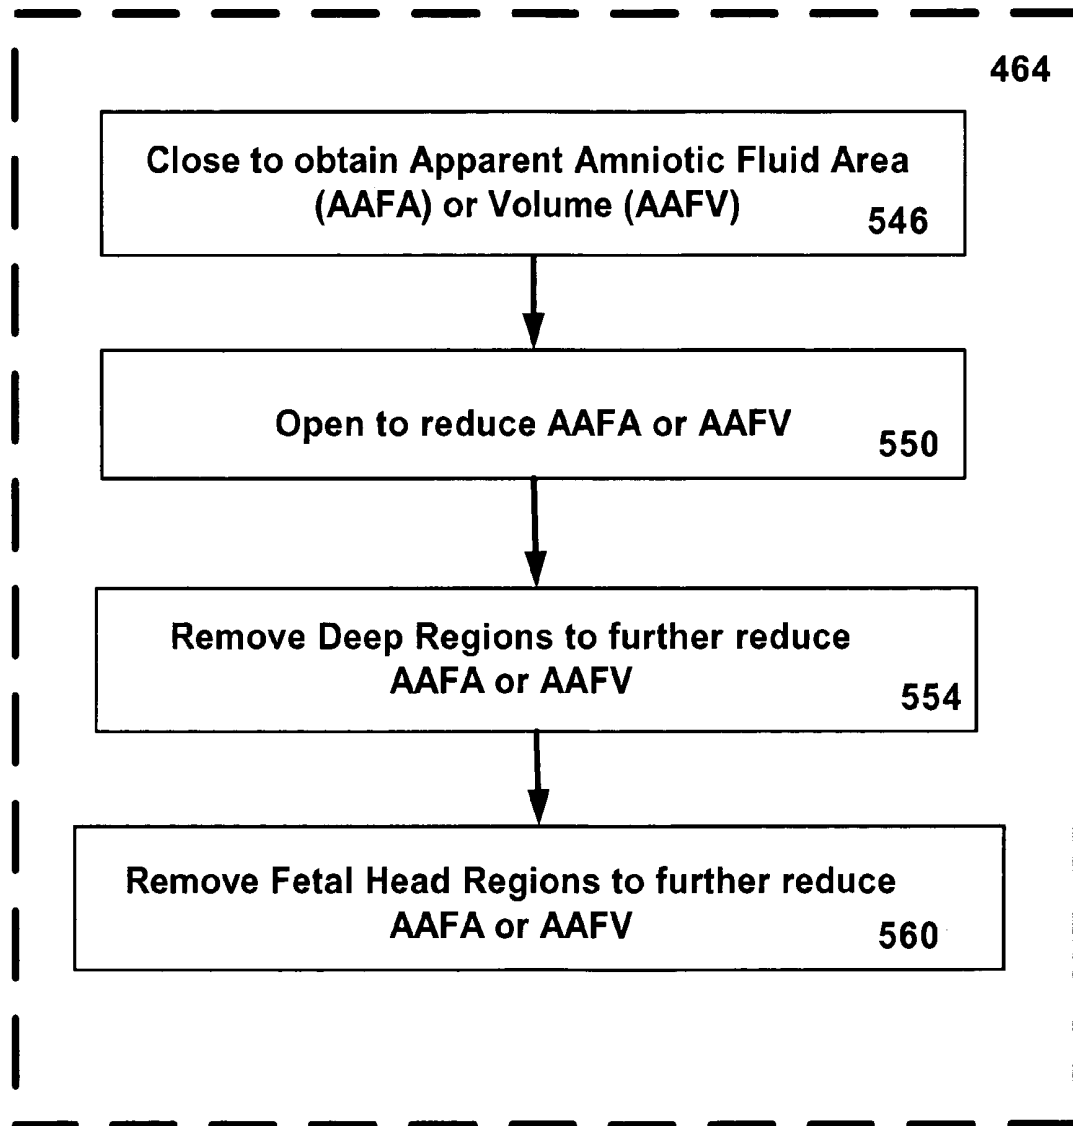 464
Close to obtain Apparent Amniotic Fluid Area
(AAFA) or Volume (AAFV)
546
Open to reduce AAFA or AAFV
550
Remove Deep Regions to further reduce
AAFA or AAFV
554
Remove Fetal Head Regions to further reduce
AAFA or AAFV
560